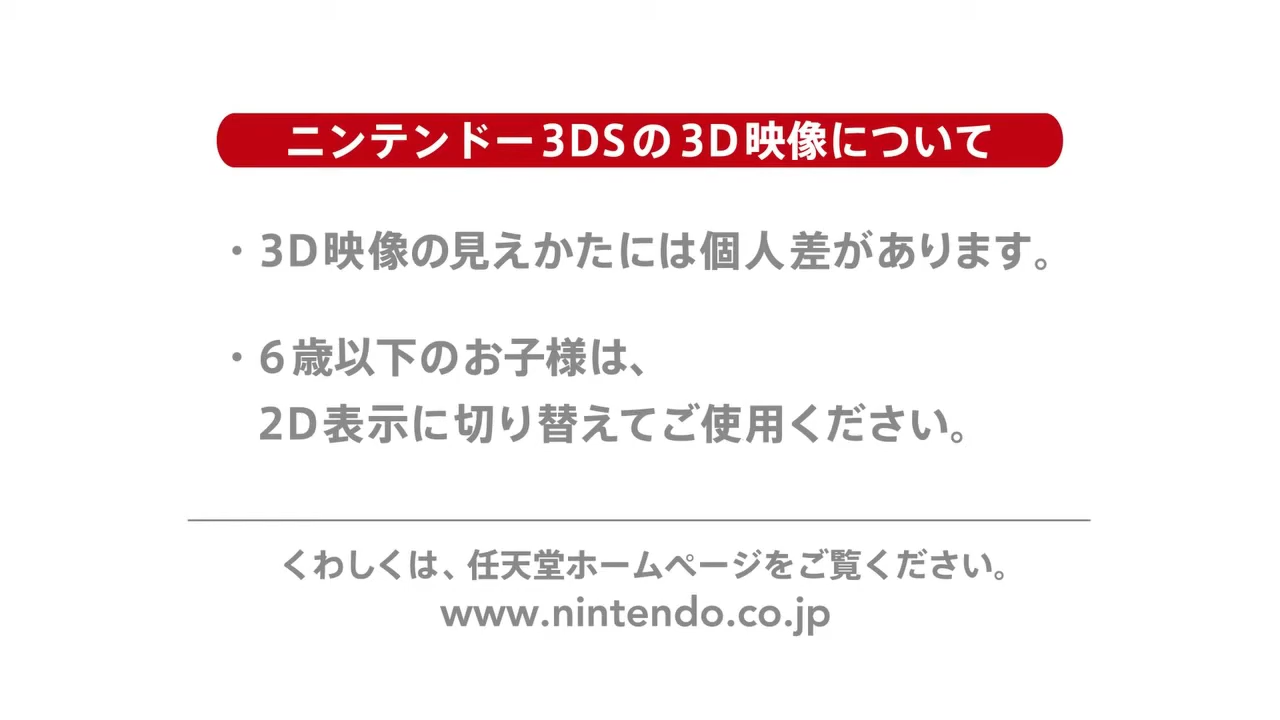 ニンテンドー3DSの3D映像について
・3D映像の見えかたには個人差があります。
・6歳以下のお子様は、
2D表示に切り替えてご使用ください。
くわしくは、任天堂ホームページをご覧ください。
www.nintendo.co.jp